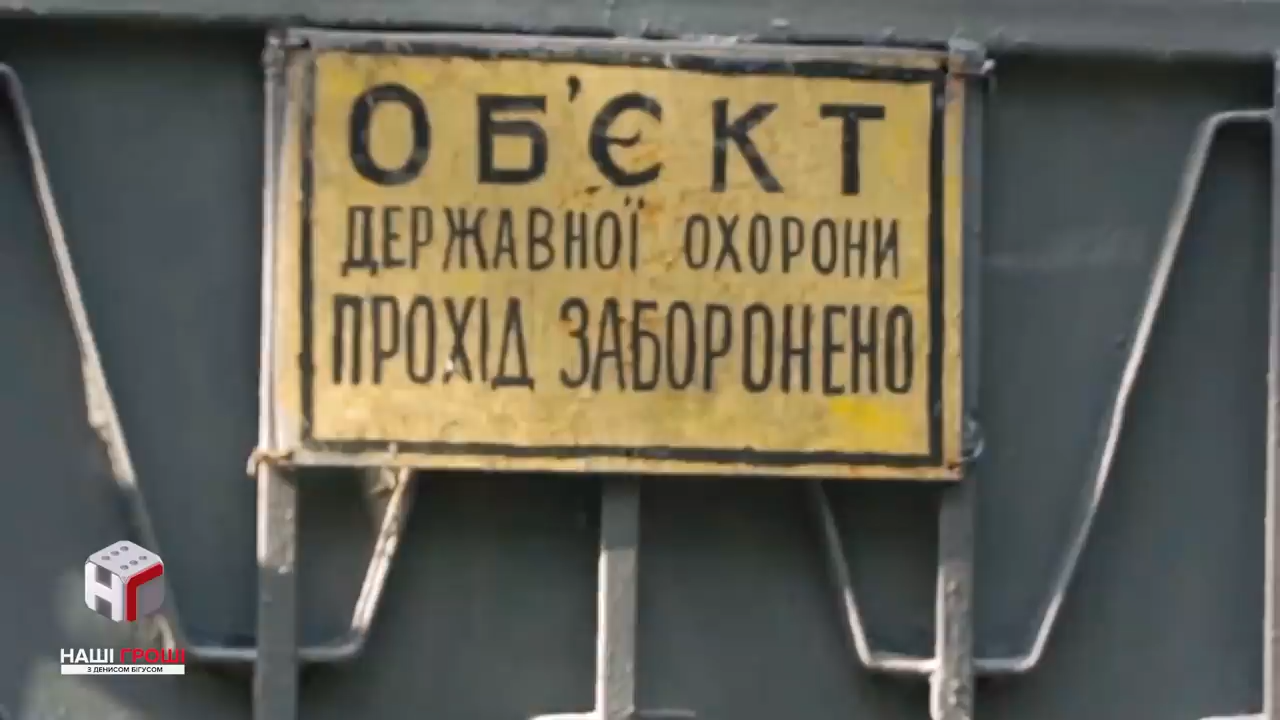 ОБ'ЄКТ
ДЕРЖАВНОЇ ОХОРОНИ
ПРОХІД ЗАБОРОНЕНО
НГ
НАШІ ГРОШІ
З ДЕНИСОМ БІГУСОМ